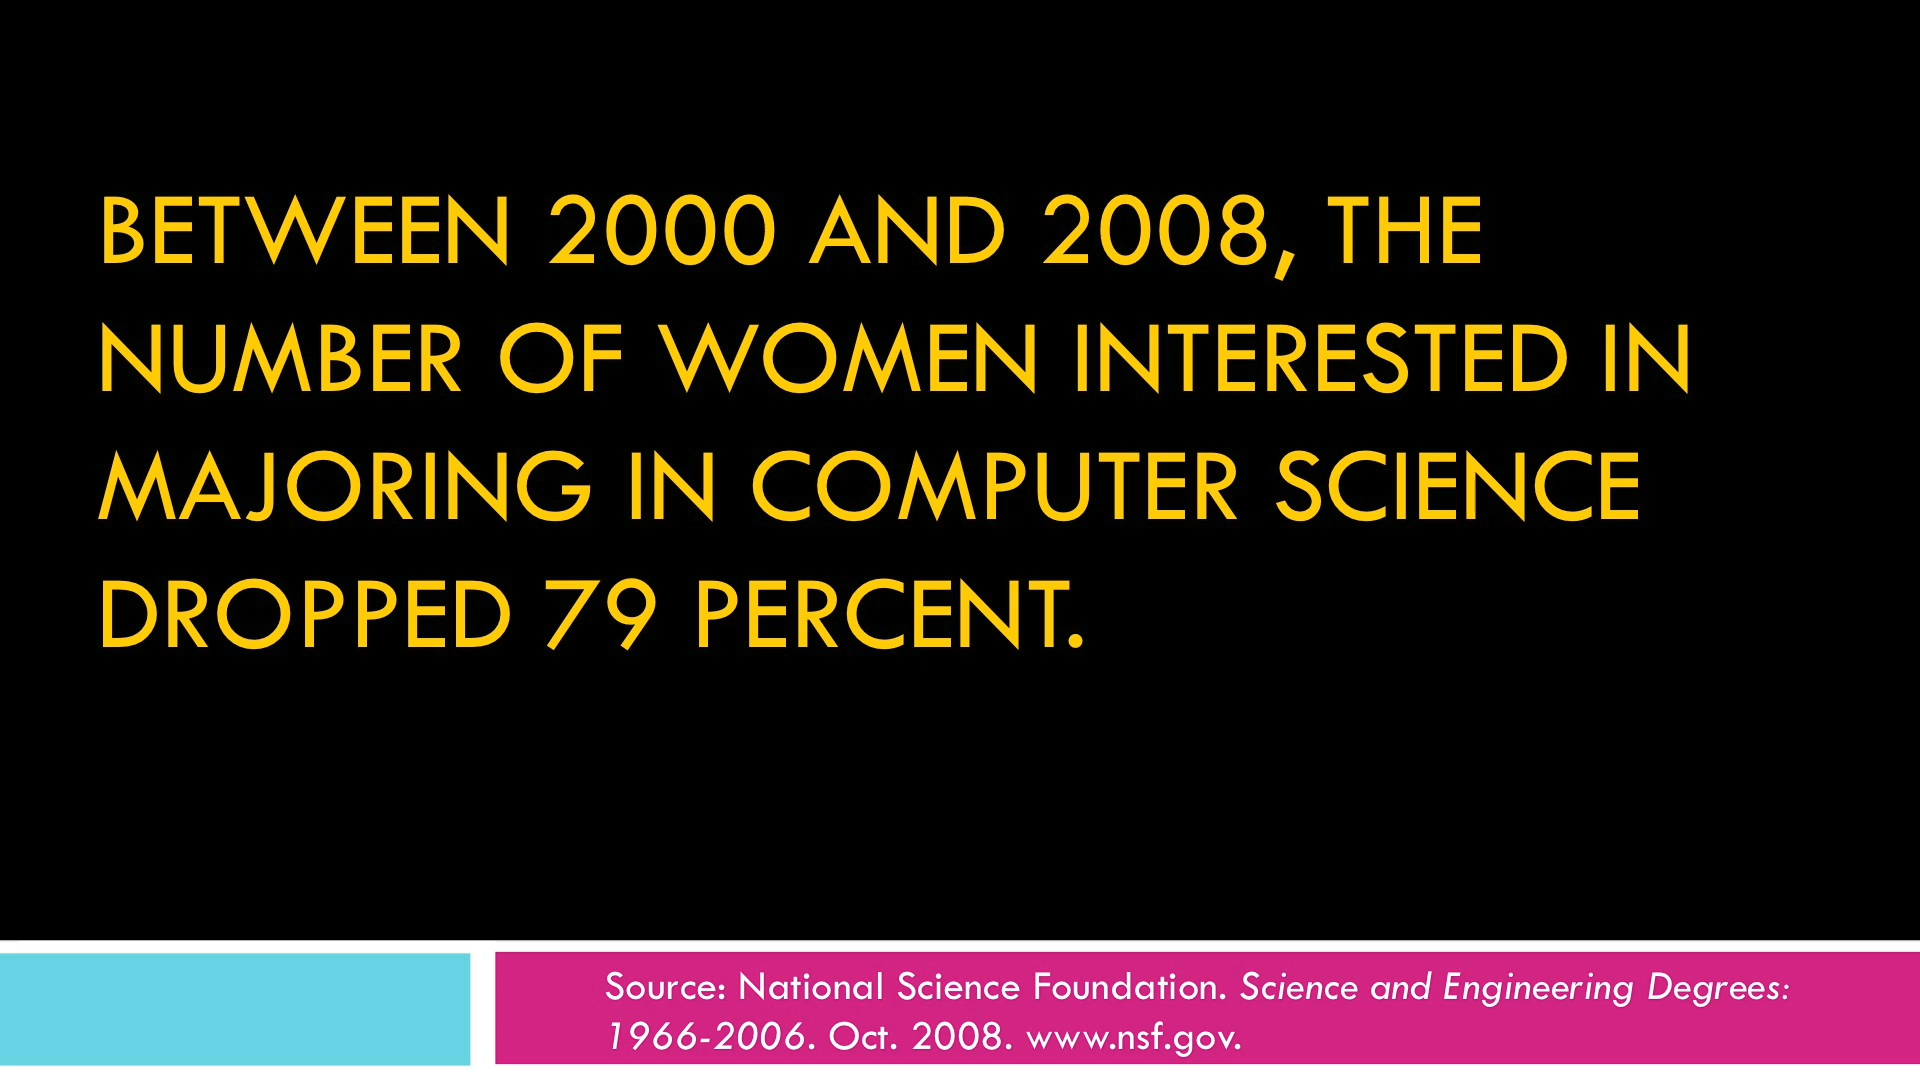 BETWEEN 2000 AND 2008, THE
NUMBER OF WOMEN INTERESTED IN
MAJORING IN COMPUTER SCIENCE
DROPPED 79 PERCENT.
Source: National Science Foundation. Science and Engineering Degrees:
1966-2006. Oct. 2008. www.nsf.gov.